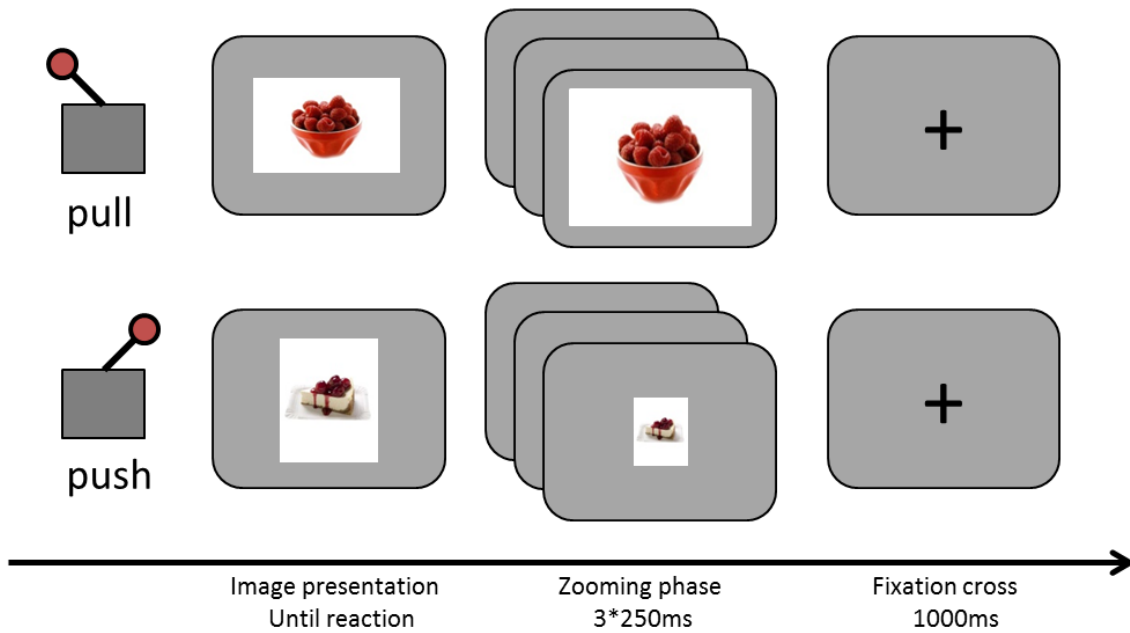 pull
push
Image presentation
Until reaction
Zooming phase
3*250ms
Fixation cross
1000ms